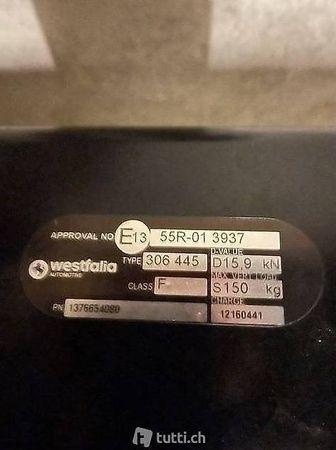 APPROVAL NO E13 55R-01 3937
westfalia
AUTOMOTIVE
TYPE 306 445
D-VALUE
D15,9 kN
MAX VERT LOAD
CLASS F
S150 kg
CHARGE
PN 1376654080
12160441
tutti.ch